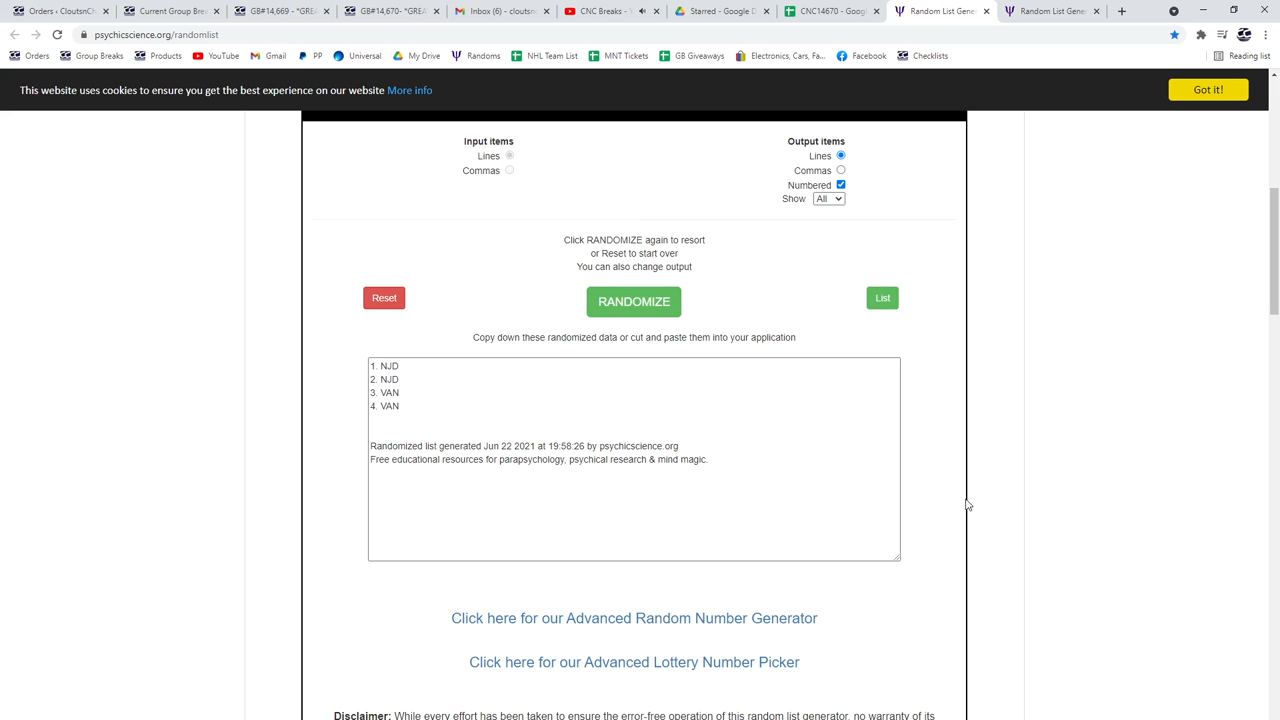 Orders ‹ CloutsnCh
Current Group Brea
GB#14,669 - *GREA
GB#14,670- *GREA
Inbox (6) - cloutsno
CNC Breaks - Y
Starred - Google D
CNC14670 - Goog
Random List Gene
Random List Gene
psychicscience.org/randomlist
Orders
Group Breaks
Products
YouTube
Gmail
PP
Universal
My Drive
Randoms
NHL Team List
MNT Tickets
GB Giveaways
Electronics, Cars, Fa...
Facebook
Checklists
Reading list
This website uses cookies to ensure you get the best experience on our website More info
Got it!
Input items
Lines
Commas
Output items
Lines
Commas
Numbered
Show All
Click RANDOMIZE again to resort
or Reset to start over
You can also change output
Reset
RANDOMIZE
List
Copy down these randomized data or cut and paste them into your application
1. NJD
2. NJD
3. VAN
4. VAN
Randomized list generated Jun 22 2021 at 19:58:26 by psychicscience.org
Free educational resources for parapsychology, psychical research & mind magic.
Click here for our Advanced Random Number Generator
Click here for our Advanced Lottery Number Picker
Disclaimer: While every effort has been taken to ensure the error-free operation of this random list generator, no warranty of its